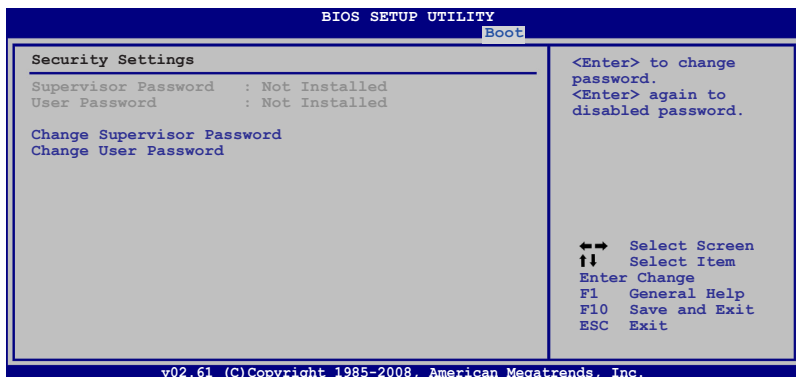 BIOS SETUP UTILITY
Boot
Security Settings
Supervisor Password : Not Installed
User Password : Not Installed
Change Supervisor Password
Change User Password
<Enter> to change
password.
<Enter> again to
disabled password.
←→ Select Screen
↑↓ Select Item
Enter Change
F1 General Help
F10 Save and Exit
ESC Exit
v02.61 (C)Copyright 1985-2008, American Megatrends, Inc.